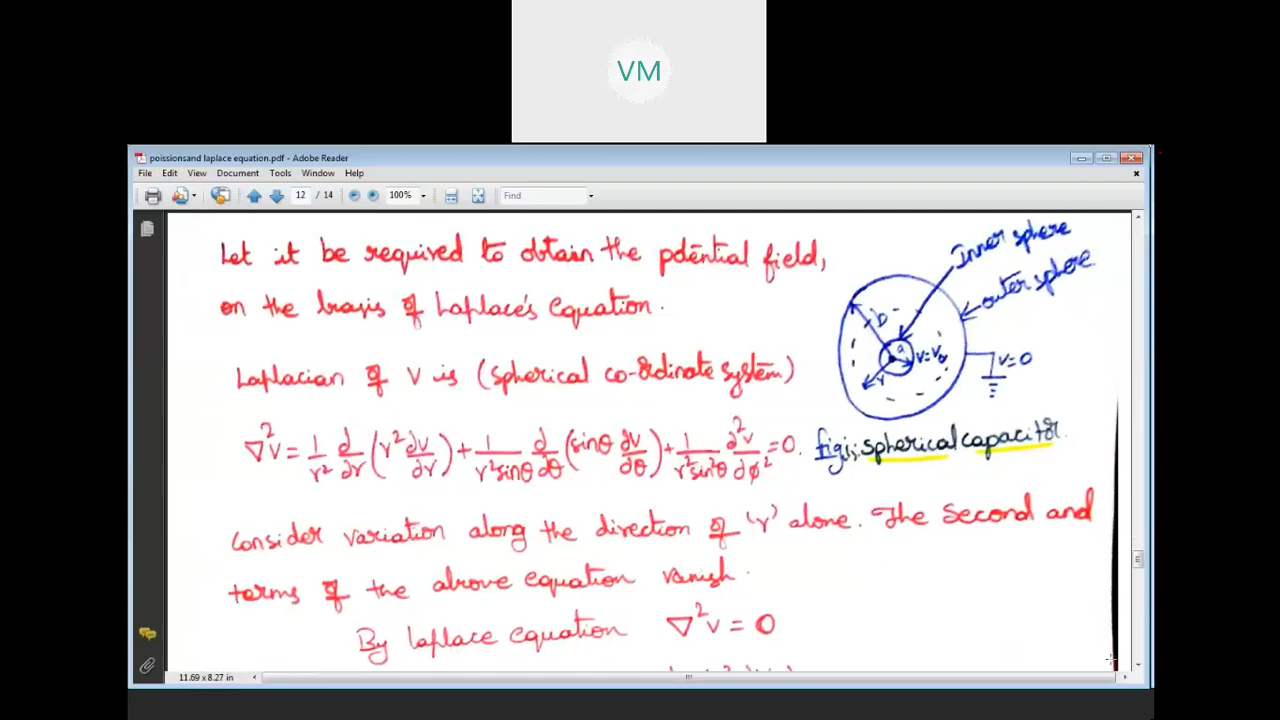 VM
poissionsand laplace equation.pdf - Adobe Reader
File Edit View Document Tools Window Help
12 / 14 100% Find
Let it be required to obtain the potential field,
on the basis of Laplace's Equation.
Laplacian of V is (spherical co-ordinate system)
∇²V = 1/r² ∂/∂r (r² ∂V/∂r) + 1/(r² sinθ) ∂/∂θ (sinθ ∂V/∂θ) + 1/(r² sin²θ) ∂²V/∂ϕ² = 0.
Inner sphere
outer sphere
b
a
V=V₀
r
V=0
fig: spherical capacitor.
Consider variation along the direction of 'r' alone. The Second and
terms of the above equation vanish.
By laplace equation ∇²V = 0
11.69 x 8.27 in